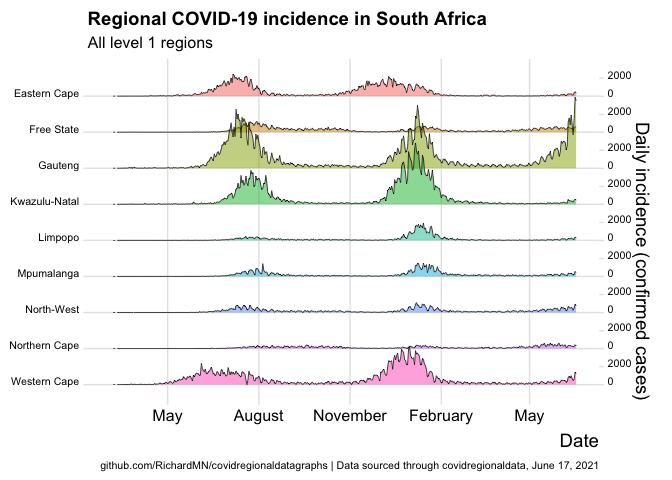 Regional COVID-19 incidence in South Africa
All level 1 regions
Eastern Cape
Free State
Gauteng
Kwazulu-Natal
Limpopo
Mpumalanga
North-West
Northern Cape
Western Cape
2000
0
2000
0
2000
0
2000
0
2000
0
2000
0
2000
0
2000
0
2000
0
Daily incidence (confirmed cases)
May August November February May
Date
github.com/RichardMN/covidregionaldatagraphs | Data sourced through covidregionaldata, June 17, 2021